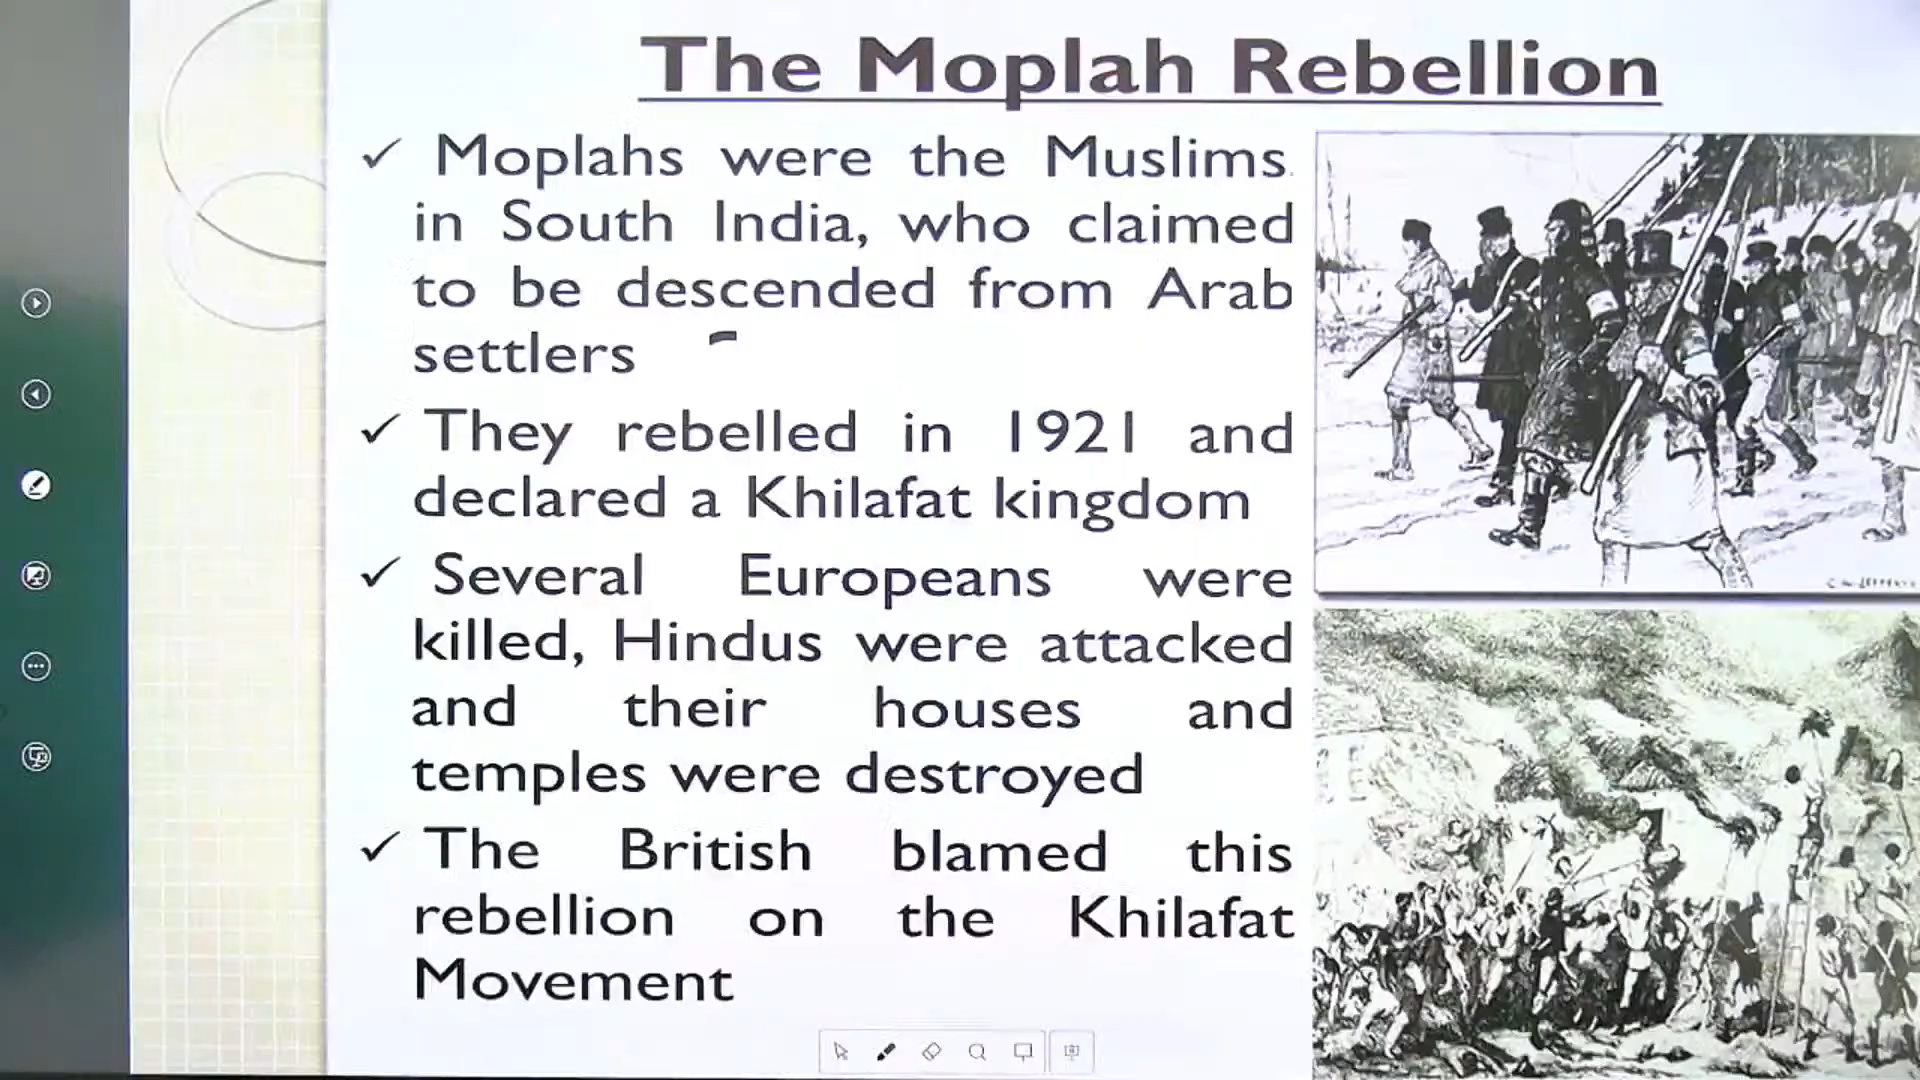 The Moplah Rebellion
✓ Moplahs were the Muslims
in South India, who claimed
to be descended from Arab
settlers
✓ They rebelled in 1921 and
declared a Khilafat kingdom
✓ Several Europeans were
killed, Hindus were attacked
and their houses and
temples were destroyed
✓ The British blamed this
rebellion on the Khilafat
Movement